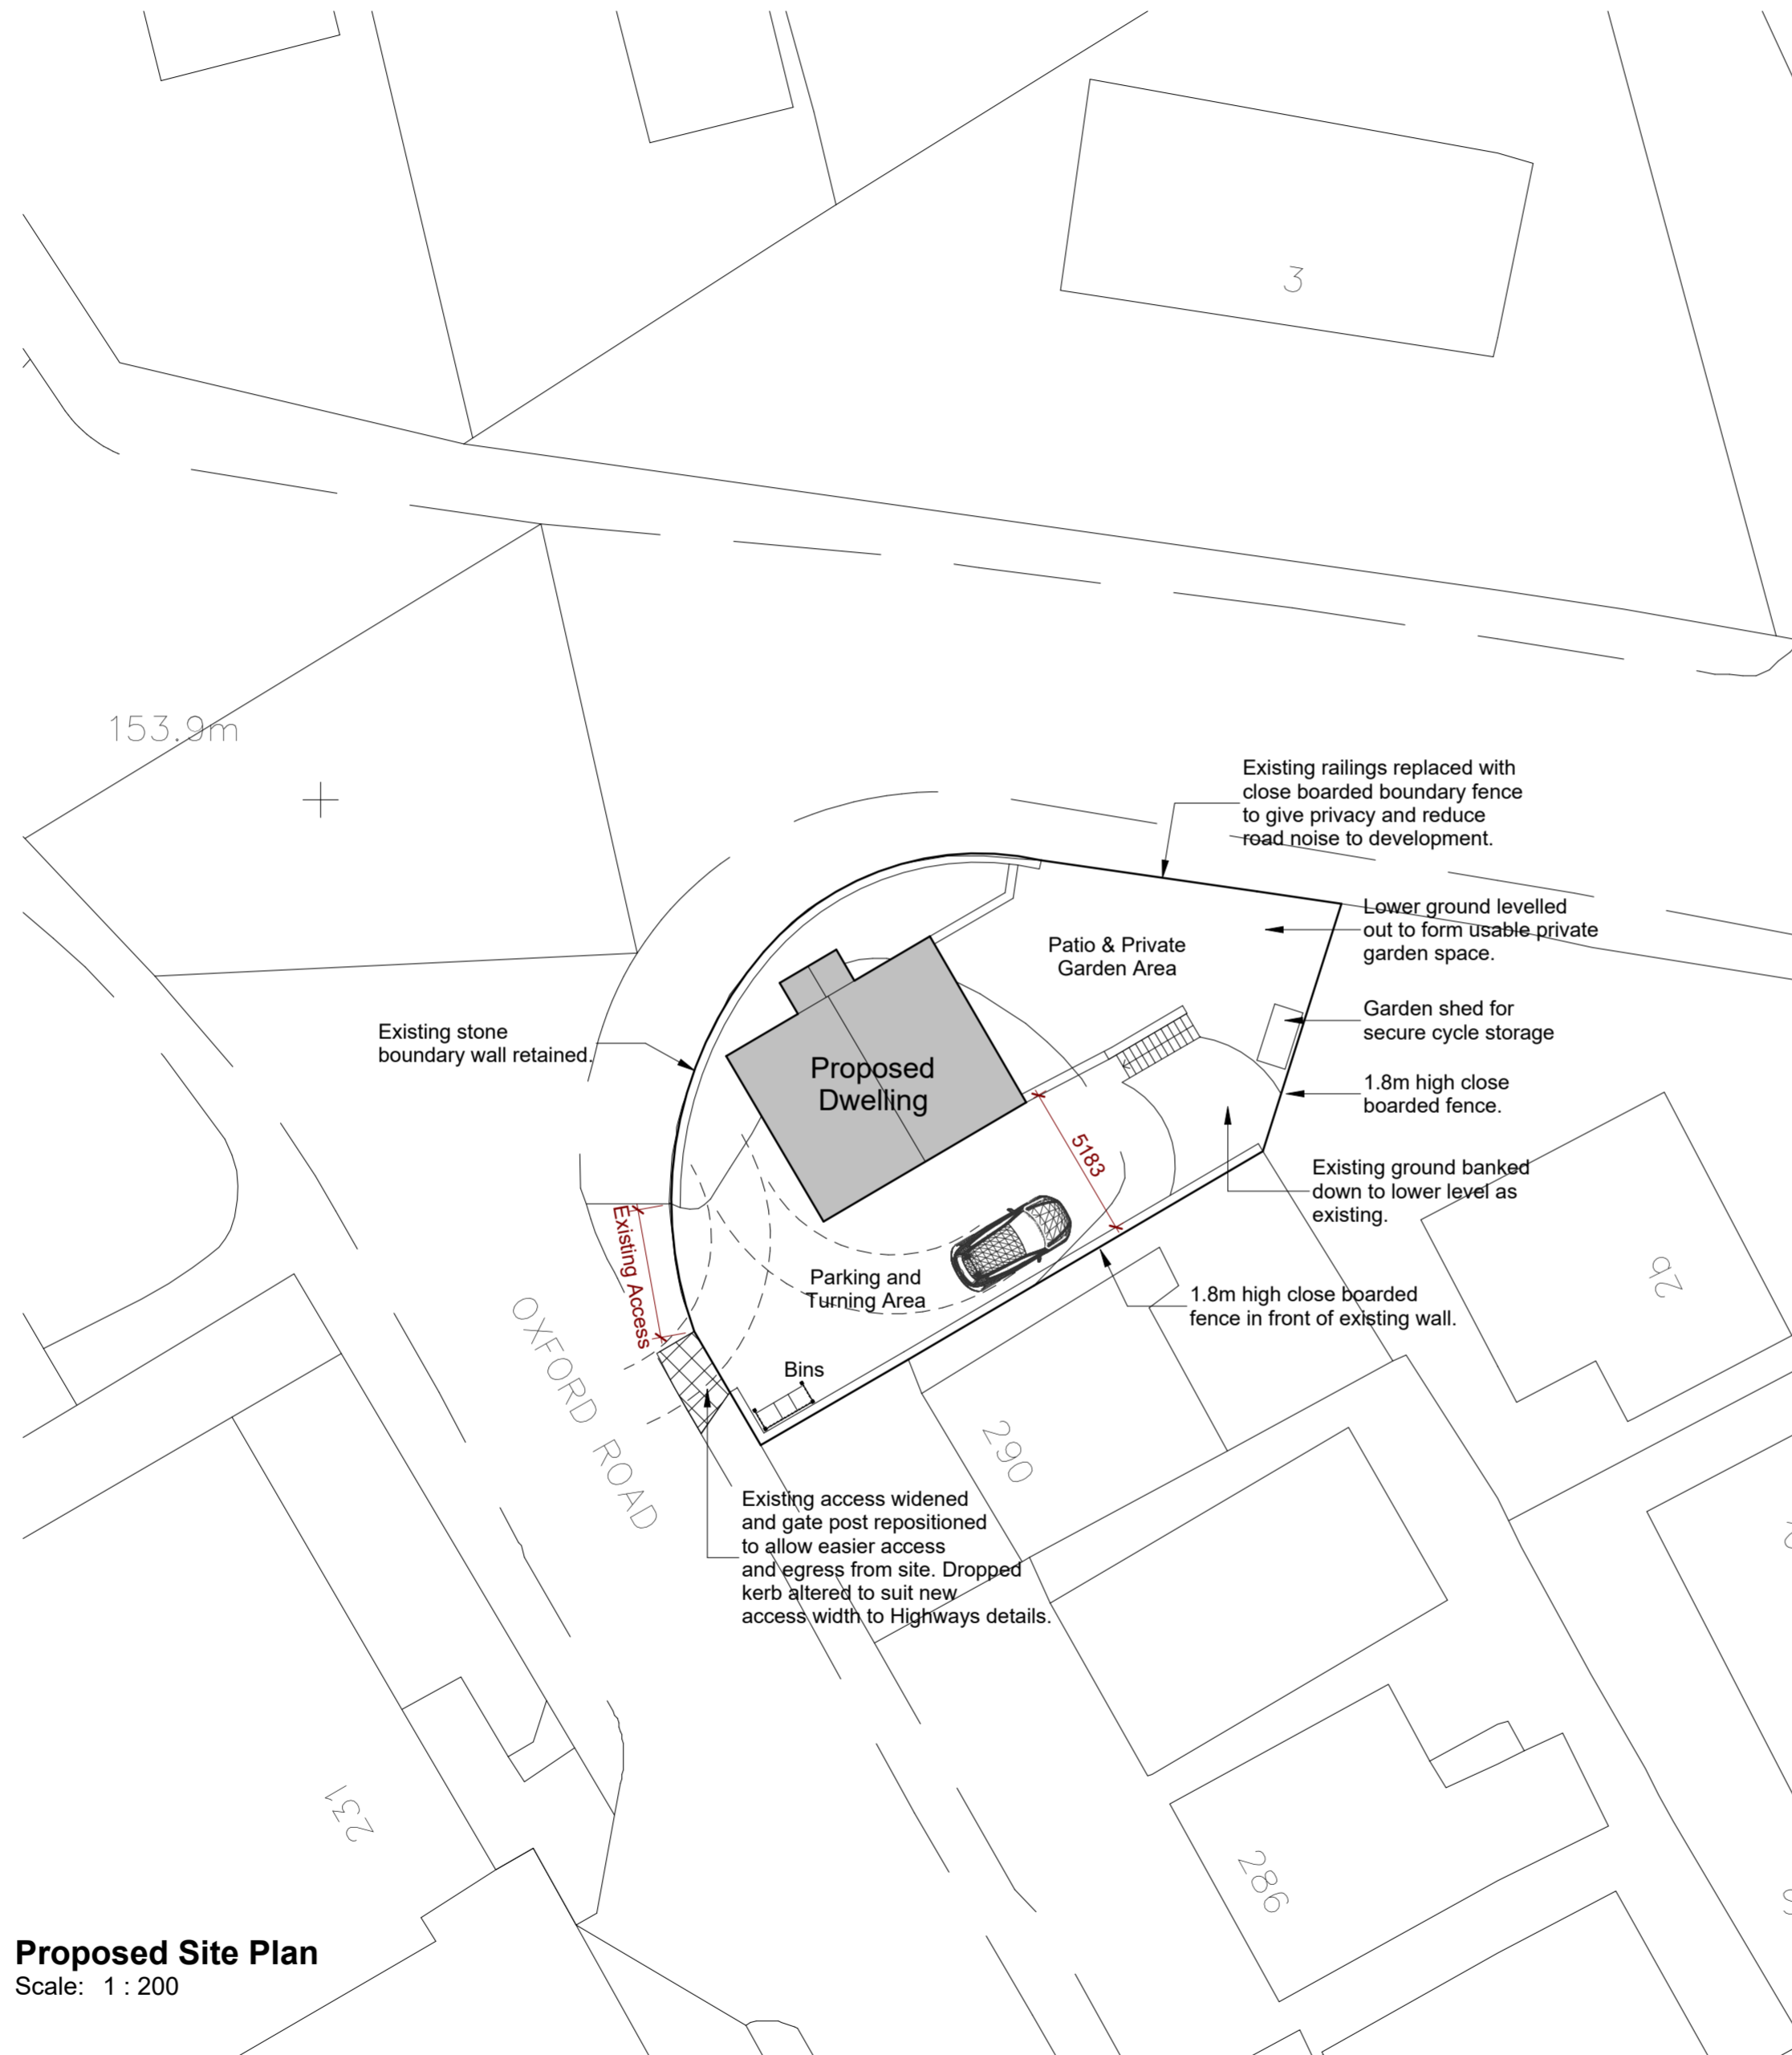 3
153.9m
Existing railings replaced with
close boarded boundary fence
to give privacy and reduce
road noise to development.
Lower ground levelled
out to form usable private
garden space.
Patio & Private
Garden Area
Garden shed for
secure cycle storage
Existing stone
boundary wall retained.
Proposed
Dwelling
1.8m high close
boarded fence.
5183
Existing ground banked
down to lower level as
existing.
Existing Access
Parking and
Turning Area
1.8m high close boarded
fence in front of existing wall.
2b
OXFORD ROAD
Bins
290
Existing access widened
and gate post repositioned
to allow easier access
and egress from site. Dropped
kerb altered to suit new
access width to Highways details.
231
286
Proposed Site Plan
Scale: 1 : 200